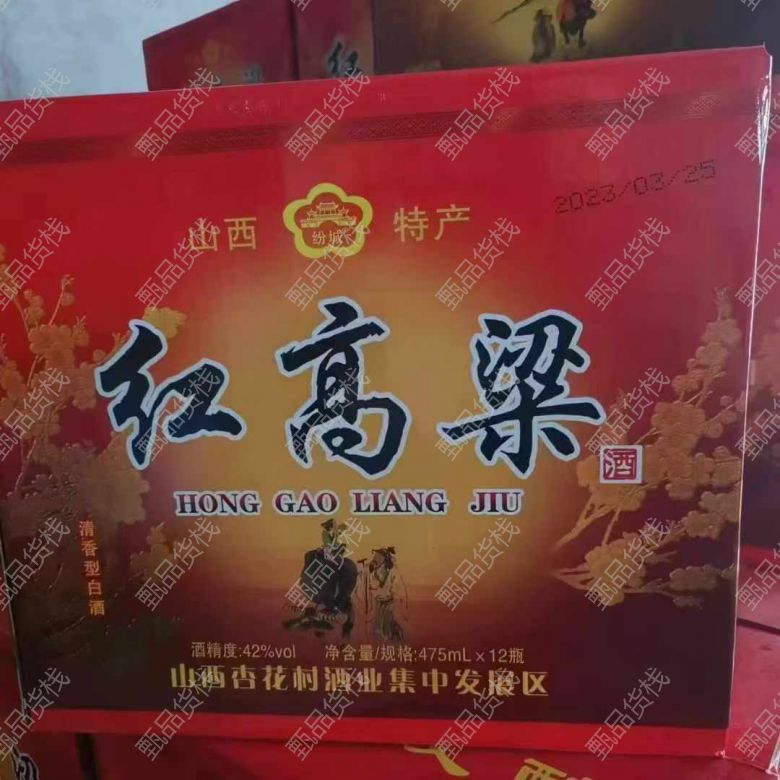 红
2023/03/25
山西 纷城 特产
红高粱
酒
HONG GAO LIANG JIU
清香型白酒
酒精度:42%vol 净含量/规格:475mL×12瓶
山西杏花村酒业集中发展区
甄品货栈